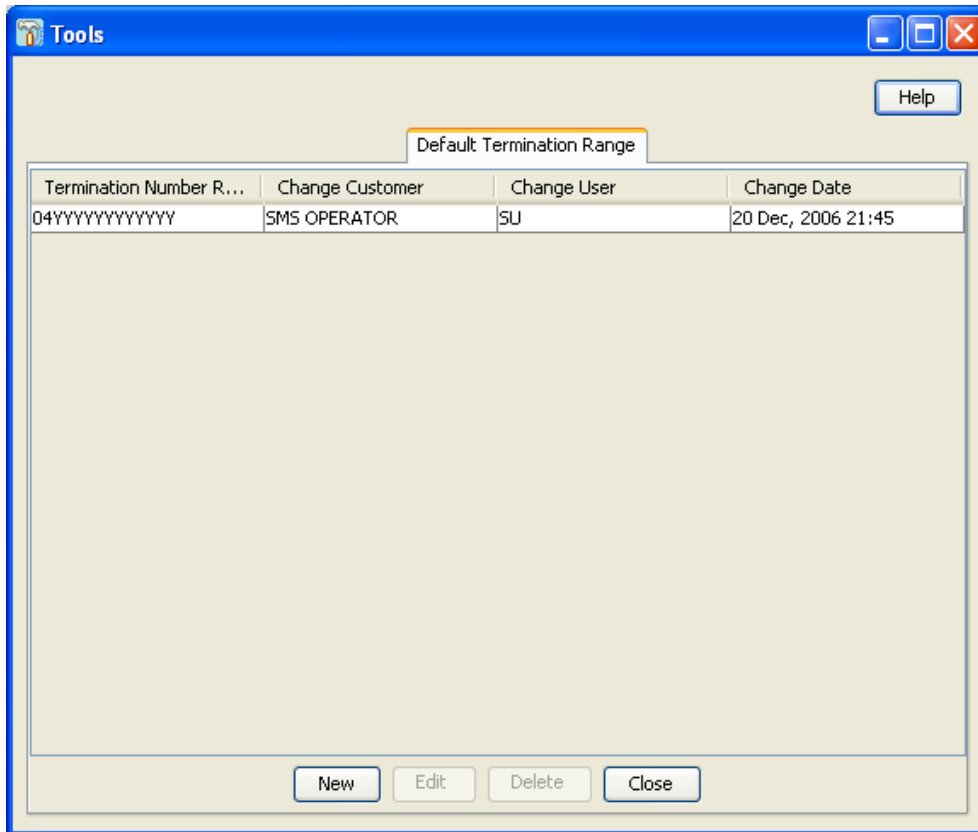 Tools
Help
Default Termination Range
Termination Number R... Change Customer Change User Change Date
04YYYYYYYYYYYY SMS OPERATOR SU 20 Dec, 2006 21:45
New Edit Delete Close